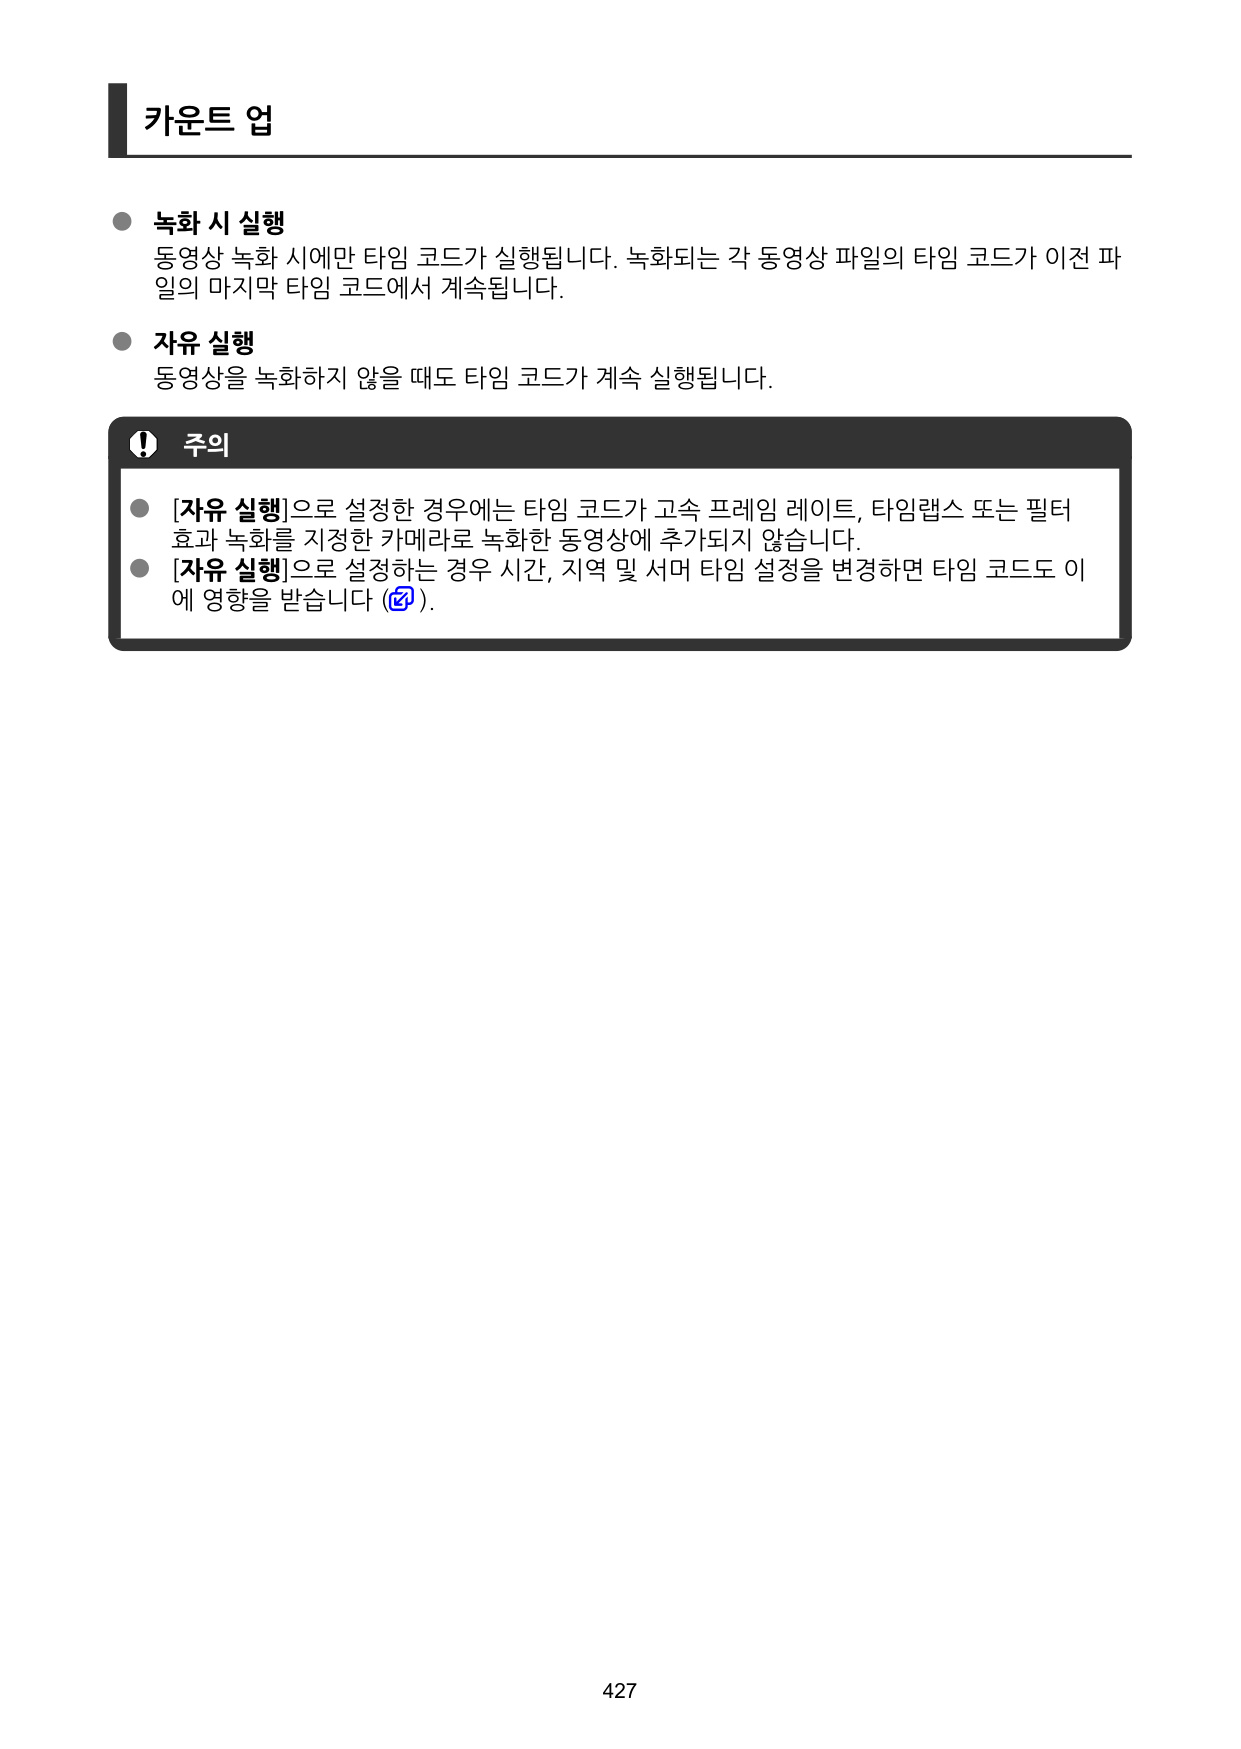 카운트 업
녹화 시 실행
동영상 녹화 시에만 타임 코드가 실행됩니다. 녹화되는 각 동영상 파일의 타임 코드가 이전 파
일의 마지막 타임 코드에서 계속됩니다.
자유 실행
동영상을 녹화하지 않을 때도 타임 코드가 계속 실행됩니다.
주의
[자유 실행]으로 설정한 경우에는 타임 코드가 고속 프레임 레이트, 타임랩스 또는 필터
효과 녹화를 지정한 카메라로 녹화한 동영상에 추가되지 않습니다.
[자유 실행]으로 설정하는 경우 시간, 지역 및 서머 타임 설정을 변경하면 타임 코드도 이
에 영향을 받습니다 ( ).
427